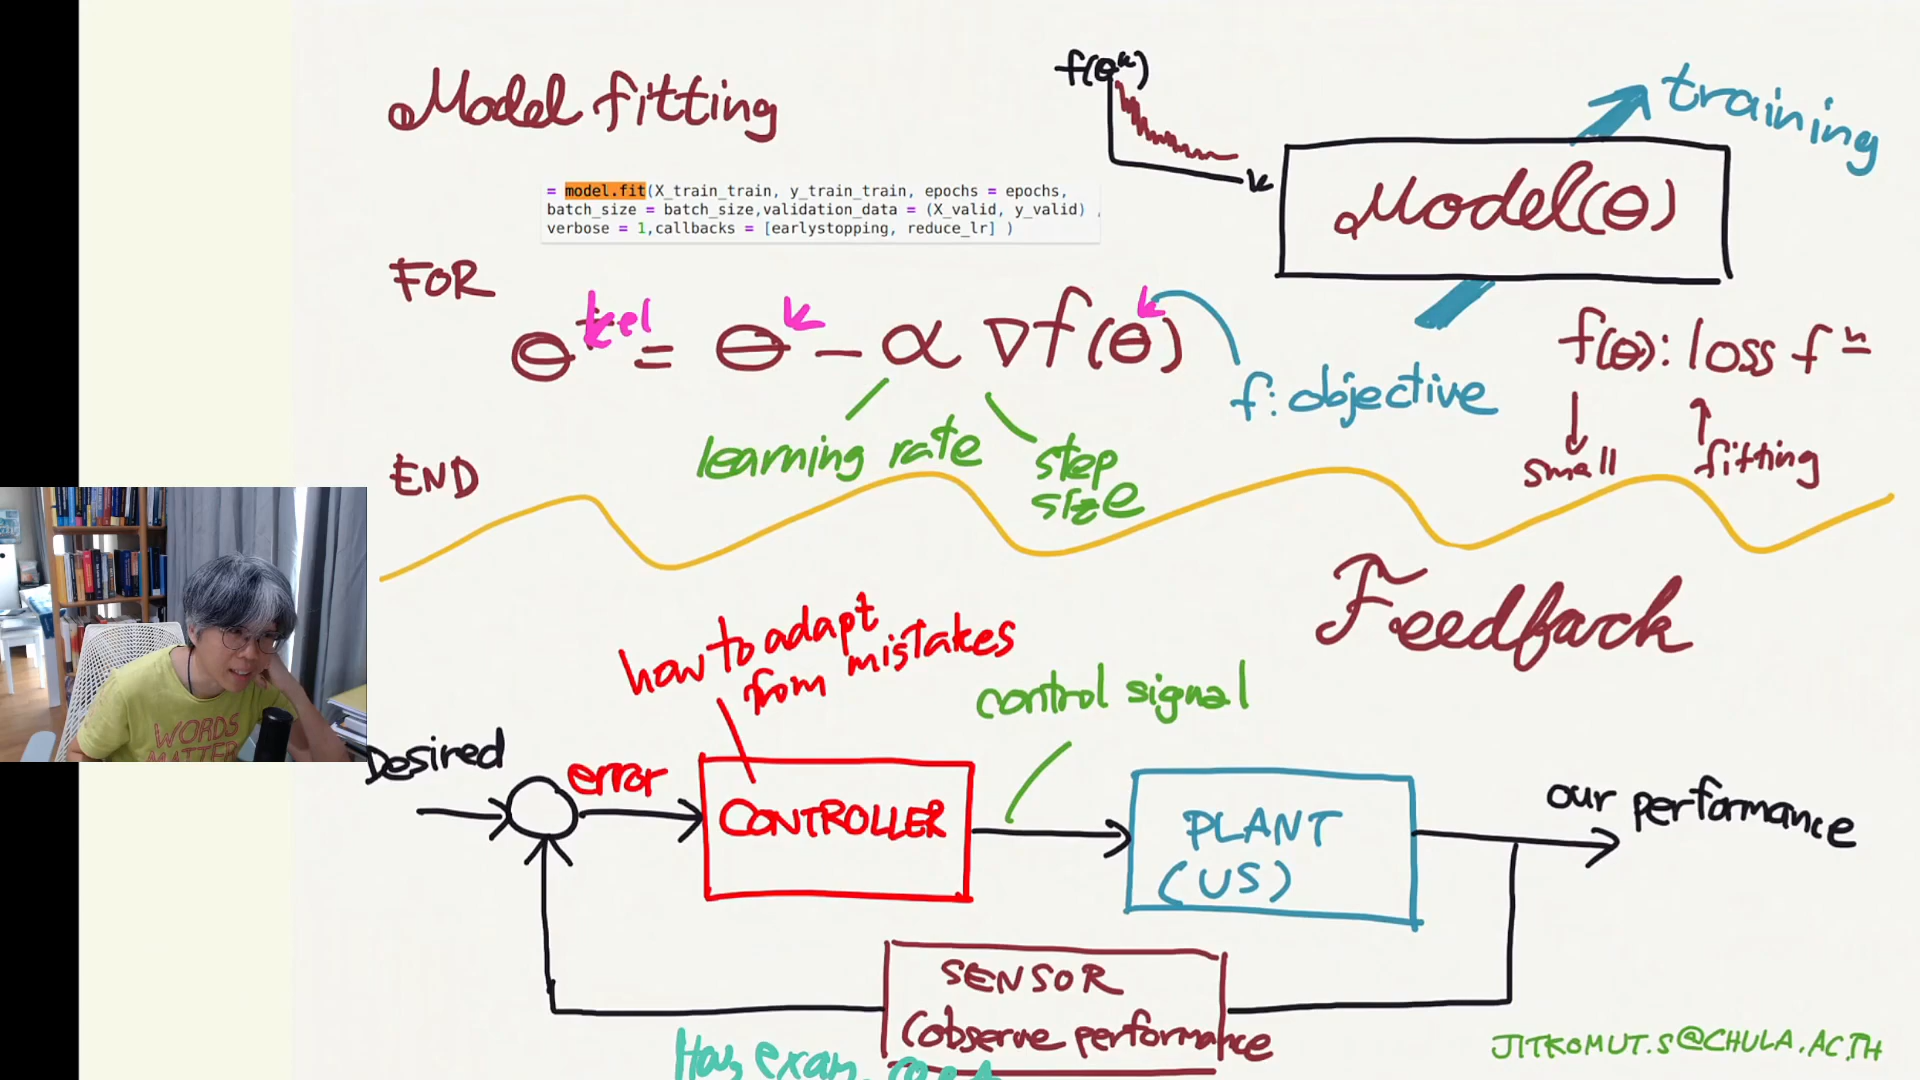 Model fitting
f(θᵏ)
k
training
Model(θ)
= model.fit(X_train_train, y_train_train, epochs = epochs,
batch_size = batch_size,validation_data = (X_valid, y_valid) ,
verbose = 1,callbacks = [earlystopping, reduce_lr] )
FOR
θᵏ⁺¹ = θᵏ − α ∇f(θᵏ)
f: objective
f(θ): loss fⁿ
small
fitting
learning rate
step
size
END
Feedback
how to adapt
from mistakes
control signal
WORDS
MATTER
Desired
error
CONTROLLER
PLANT
(US)
our performance
SENSOR
(observe performance
JITKOMUT.S@CHULA.AC.TH